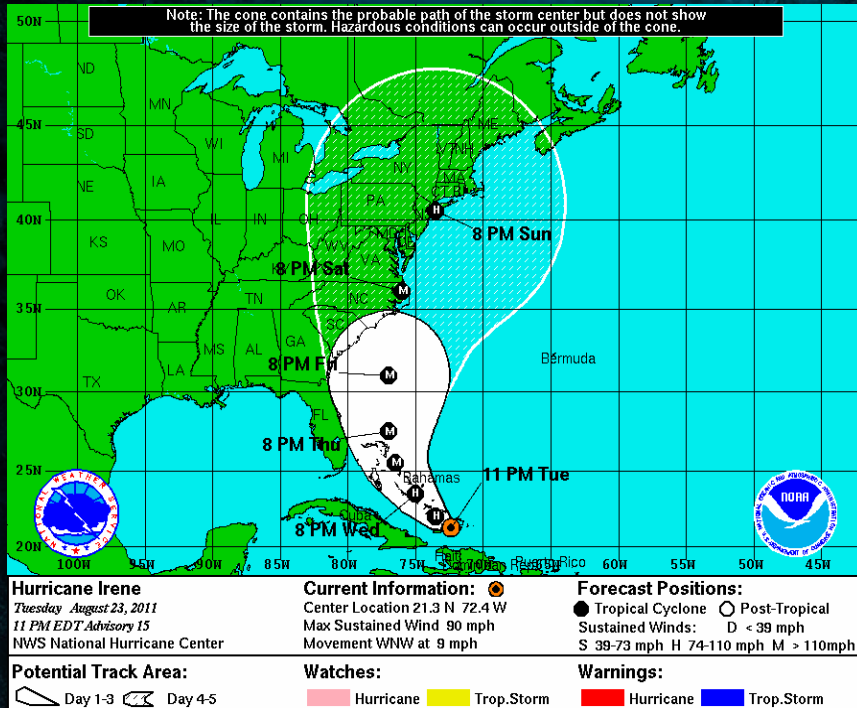 Note: The cone contains the probable path of the storm center but does not show
the size of the storm. Hazardous conditions can occur outside of the cone.
50N
45N
40N
35N
30N
25N
20N
100W
95W
90W
85W
80W
75W
70W
65W
60W
55W
50W
45W
ND
MN
SD
WI
MI
NE
IA
IL
IN
OH
PA
NY
ME
VT
NH
MA
CT
RI
KS
MO
WV
VA
OK
AR
TN
NC
SC
MS
AL
GA
TX
LA
FL
8 PM Sun
8 PM Sat
8 PM Fri
8 PM Thu
8 PM Wed
11 PM Tue
H
M
M
M
M
H
H
Bermuda
Bahamas
Cuba
Haiti
Puerto Rico
NATIONAL WEATHER SERVICE
NOAA
Hurricane Irene
Tuesday August 23, 2011
11 PM EDT Advisory 15
NWS National Hurricane Center
Current Information:
Center Location 21.3 N 72.4 W
Max Sustained Wind 90 mph
Movement WNW at 9 mph
Forecast Positions:
Tropical Cyclone Post-Tropical
Sustained Winds: D < 39 mph
S 39-73 mph H 74-110 mph M > 110mph
Potential Track Area:
Day 1-3 Day 4-5
Watches:
Hurricane Trop.Storm
Warnings:
Hurricane Trop.Storm